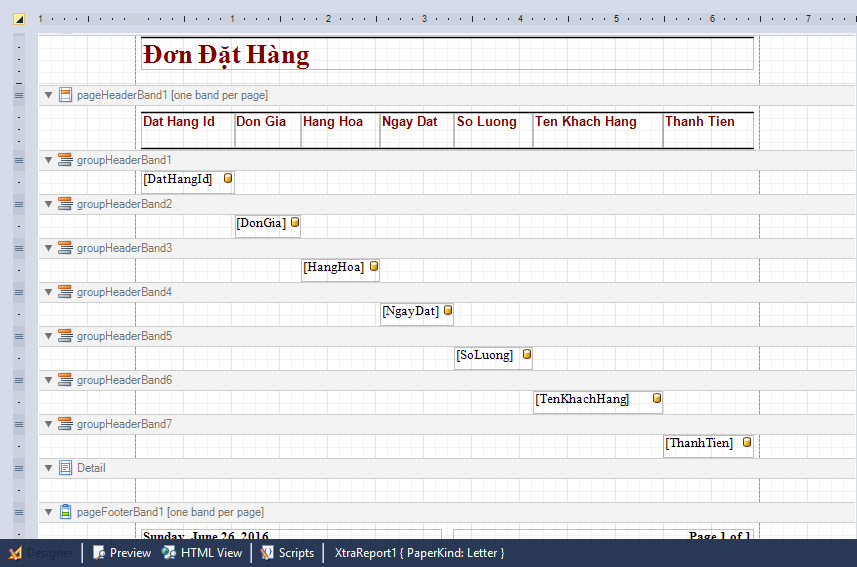 1 1 2 3 4 5 6 7
Đơn Đặt Hàng
pageHeaderBand1 [one band per page]
Dat Hang Id Don Gia Hang Hoa Ngay Dat So Luong Ten Khach Hang Thanh Tien
groupHeaderBand1
[DatHangId]
groupHeaderBand2
[DonGia]
groupHeaderBand3
[HangHoa]
groupHeaderBand4
[NgayDat]
groupHeaderBand5
[SoLuong]
groupHeaderBand6
[TenKhachHang]
groupHeaderBand7
[ThanhTien]
Detail
pageFooterBand1 [one band per page]
Sunday, June 26, 2016 Page 1 of 1
Designer Preview HTML View Scripts XtraReport1 { PaperKind: Letter }